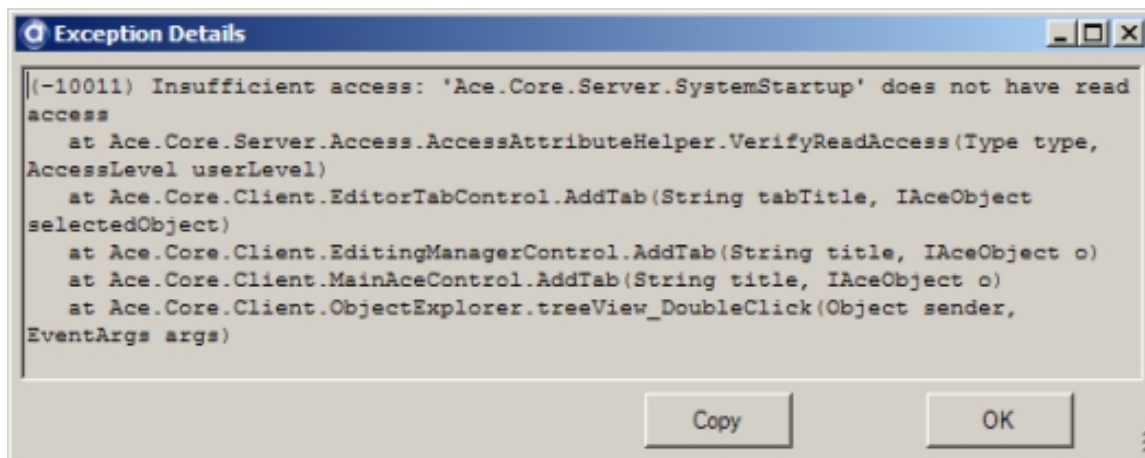 Exception Details
(-10011) Insufficient access: 'Ace.Core.Server.SystemStartup' does not have read
access
   at Ace.Core.Server.Access.AccessAttributeHelper.VerifyReadAccess(Type type,
AccessLevel userLevel)
   at Ace.Core.Client.EditorTabControl.AddTab(String tabTitle, IAceObject
selectedObject)
   at Ace.Core.Client.EditingManagerControl.AddTab(String title, IAceObject o)
   at Ace.Core.Client.MainAceControl.AddTab(String title, IAceObject o)
   at Ace.Core.Client.ObjectExplorer.treeView_DoubleClick(Object sender,
EventArgs args)
Copy OK